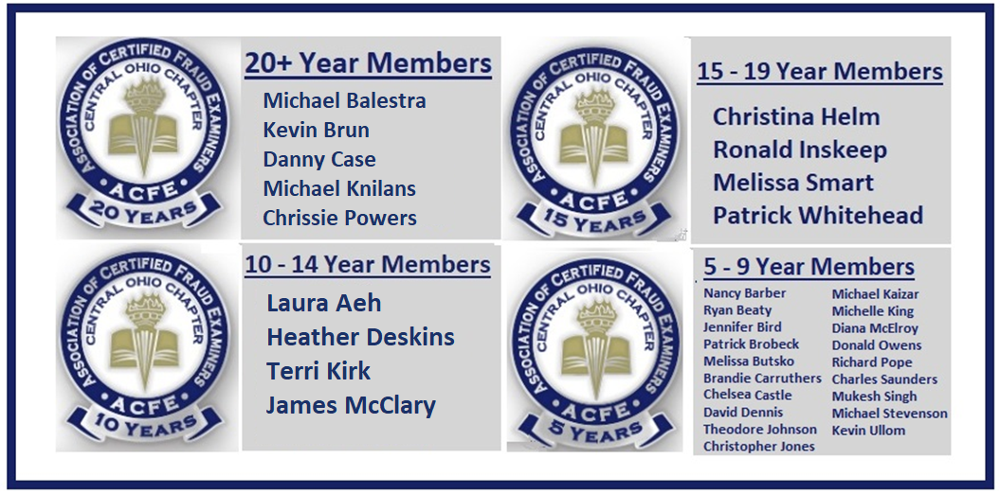 ASSOCIATION OF CERTIFIED FRAUD EXAMINERS
CENTRAL OHIO CHAPTER
• ACFE •
20 YEARS
20+ Year Members
Michael Balestra
Kevin Brun
Danny Case
Michael Knilans
Chrissie Powers
ASSOCIATION OF CERTIFIED FRAUD EXAMINERS
CENTRAL OHIO CHAPTER
• ACFE •
15 YEARS
15 - 19 Year Members
Christina Helm
Ronald Inskeep
Melissa Smart
Patrick Whitehead
ASSOCIATION OF CERTIFIED FRAUD EXAMINERS
CENTRAL OHIO CHAPTER
• ACFE •
10 YEARS
10 - 14 Year Members
Laura Aeh
Heather Deskins
Terri Kirk
James McClary
ASSOCIATION OF CERTIFIED FRAUD EXAMINERS
CENTRAL OHIO CHAPTER
• ACFE •
5 YEARS
5 - 9 Year Members
Nancy Barber
Ryan Beaty
Jennifer Bird
Patrick Brobeck
Melissa Butsko
Brandie Carruthers
Chelsea Castle
David Dennis
Theodore Johnson
Christopher Jones
Michael Kaizar
Michelle King
Diana McElroy
Donald Owens
Richard Pope
Charles Saunders
Mukesh Singh
Michael Stevenson
Kevin Ullom